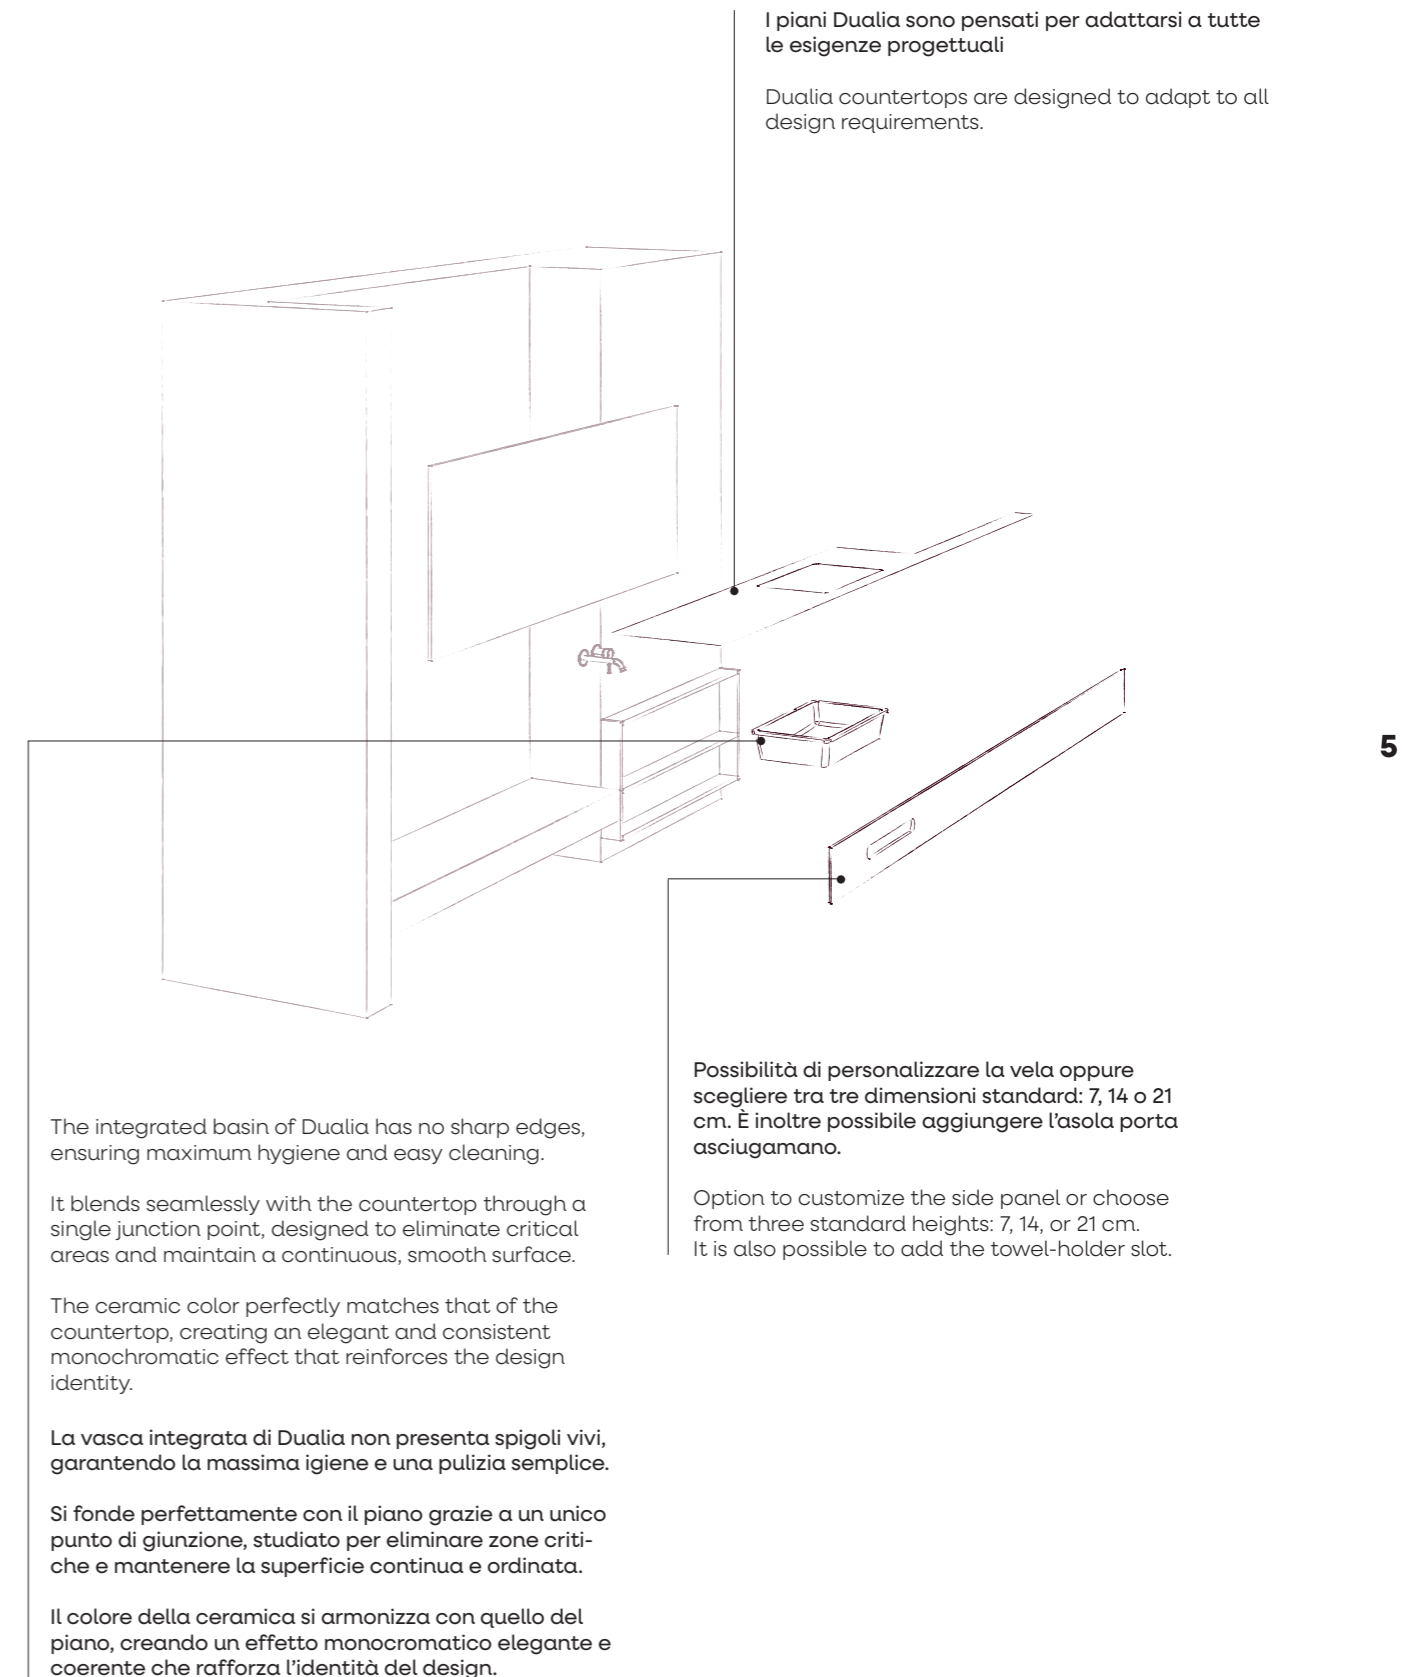 I piani Dualia sono pensati per adattarsi a tutte
le esigenze progettuali
Dualia countertops are designed to adapt to all
design requirements.
5
Possibilità di personalizzare la vela oppure
scegliere tra tre dimensioni standard: 7, 14 o 21
cm. È inoltre possibile aggiungere l'asola porta
asciugamano.
Option to customize the side panel or choose
from three standard heights: 7, 14, or 21 cm.
It is also possible to add the towel-holder slot.
The integrated basin of Dualia has no sharp edges,
ensuring maximum hygiene and easy cleaning.
It blends seamlessly with the countertop through a
single junction point, designed to eliminate critical
areas and maintain a continuous, smooth surface.
The ceramic color perfectly matches that of the
countertop, creating an elegant and consistent
monochromatic effect that reinforces the design
identity.
La vasca integrata di Dualia non presenta spigoli vivi,
garantendo la massima igiene e una pulizia semplice.
Si fonde perfettamente con il piano grazie a un unico
punto di giunzione, studiato per eliminare zone criti-
che e mantenere la superficie continua e ordinata.
Il colore della ceramica si armonizza con quello del
piano, creando un effetto monocromatico elegante e
coerente che rafforza l'identità del design.